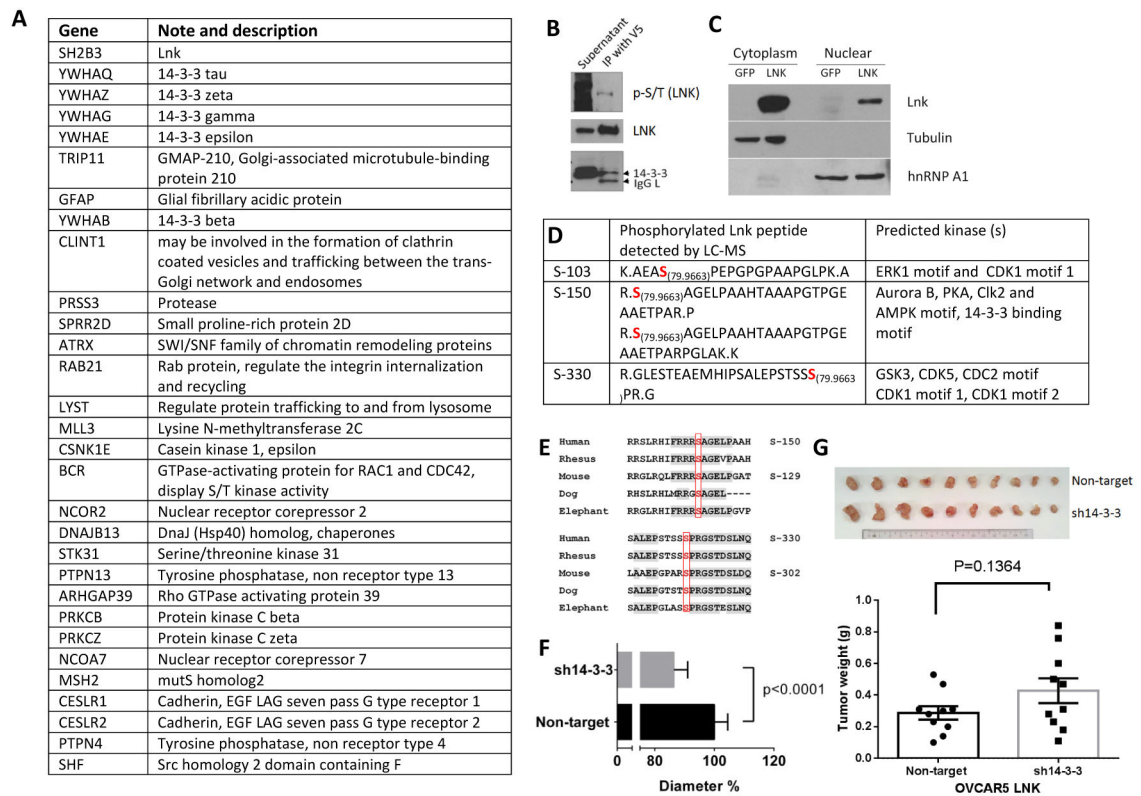 A
Gene Note and description
SH2B3 Lnk
YWHAQ 14-3-3 tau
YWHAZ 14-3-3 zeta
YWHAG 14-3-3 gamma
YWHAE 14-3-3 epsilon
TRIP11 GMAP-210, Golgi-associated microtubule-binding
protein 210
GFAP Glial fibrillary acidic protein
YWHAB 14-3-3 beta
CLINT1 may be involved in the formation of clathrin
coated vesicles and trafficking between the trans-
Golgi network and endosomes
PRSS3 Protease
SPRR2D Small proline-rich protein 2D
ATRX SWI/SNF family of chromatin remodeling proteins
RAB21 Rab protein, regulate the integrin internalization
and recycling
LYST Regulate protein trafficking to and from lysosome
MLL3 Lysine N-methyltransferase 2C
CSNK1E Casein kinase 1, epsilon
BCR GTPase-activating protein for RAC1 and CDC42,
display S/T kinase activity
NCOR2 Nuclear receptor corepressor 2
DNAJB13 DnaJ (Hsp40) homolog, chaperones
STK31 Serine/threonine kinase 31
PTPN13 Tyrosine phosphatase, non receptor type 13
ARHGAP39 Rho GTPase activating protein 39
PRKCB Protein kinase C beta
PRKCZ Protein kinase C zeta
NCOA7 Nuclear receptor corepressor 7
MSH2 mutS homolog2
CESLR1 Cadherin, EGF LAG seven pass G type receptor 1
CESLR2 Cadherin, EGF LAG seven pass G type receptor 2
PTPN4 Tyrosine phosphatase, non receptor type 4
SHF Src homology 2 domain containing F
B
Supernatant
IP with V5
p-S/T (LNK)
LNK
14-3-3
IgG L
C
Cytoplasm Nuclear
GFP LNK GFP LNK
Lnk
Tubulin
hnRNP A1
D
Phosphorylated Lnk peptide Predicted kinase (s)
detected by LC-MS
S-103 K.AEAS(79.9663)PEPGPGPAAPGLPK.A ERK1 motif and CDK1 motif 1
S-150 R.S(79.9663)AGELPAAHTAAAPGTPGE Aurora B, PKA, Clk2 and
AAETPAR.P AMPK motif, 14-3-3 binding
R.S(79.9663)AGELPAAHTAAAPGTPGE motif
AAETPARPGLAK.K
S-330 R.GLESTEAEMHIPSALEPSTSSS(79.9663 GSK3, CDK5, CDC2 motif
)PR.G CDK1 motif 1, CDK1 motif 2
E
Human RRSLRHIFRRRSAGELPAAH S-150
Rhesus RRSLRHIFRRRSAGEVPAAH
Mouse RRGLRQLFRRRSAGELPGAT S-129
Dog RHSLRHLMRRGSAGEL----
Elephant RRGLRHIFRRRSAGELPGVP
Human SALEPSTSSSPRGSTDSLNQ S-330
Rhesus SALEPSTSSSPRGSTDSLNQ
Mouse LAAEPGPARSPRGSTDSLDQ S-302
Dog SALEPGTSTSPRGSTDSLNQ
Elephant SALEPGLASSPRGSTESLNQ
F
sh14-3-3
Non-target
p<0.0001
0 80 100 120
Diameter %
G
Non-target
sh14-3-3
P=0.1364
Tumor weight (g)
1.0
0.8
0.6
0.4
0.2
0.0
Non-target sh14-3-3
OVCAR5 LNK